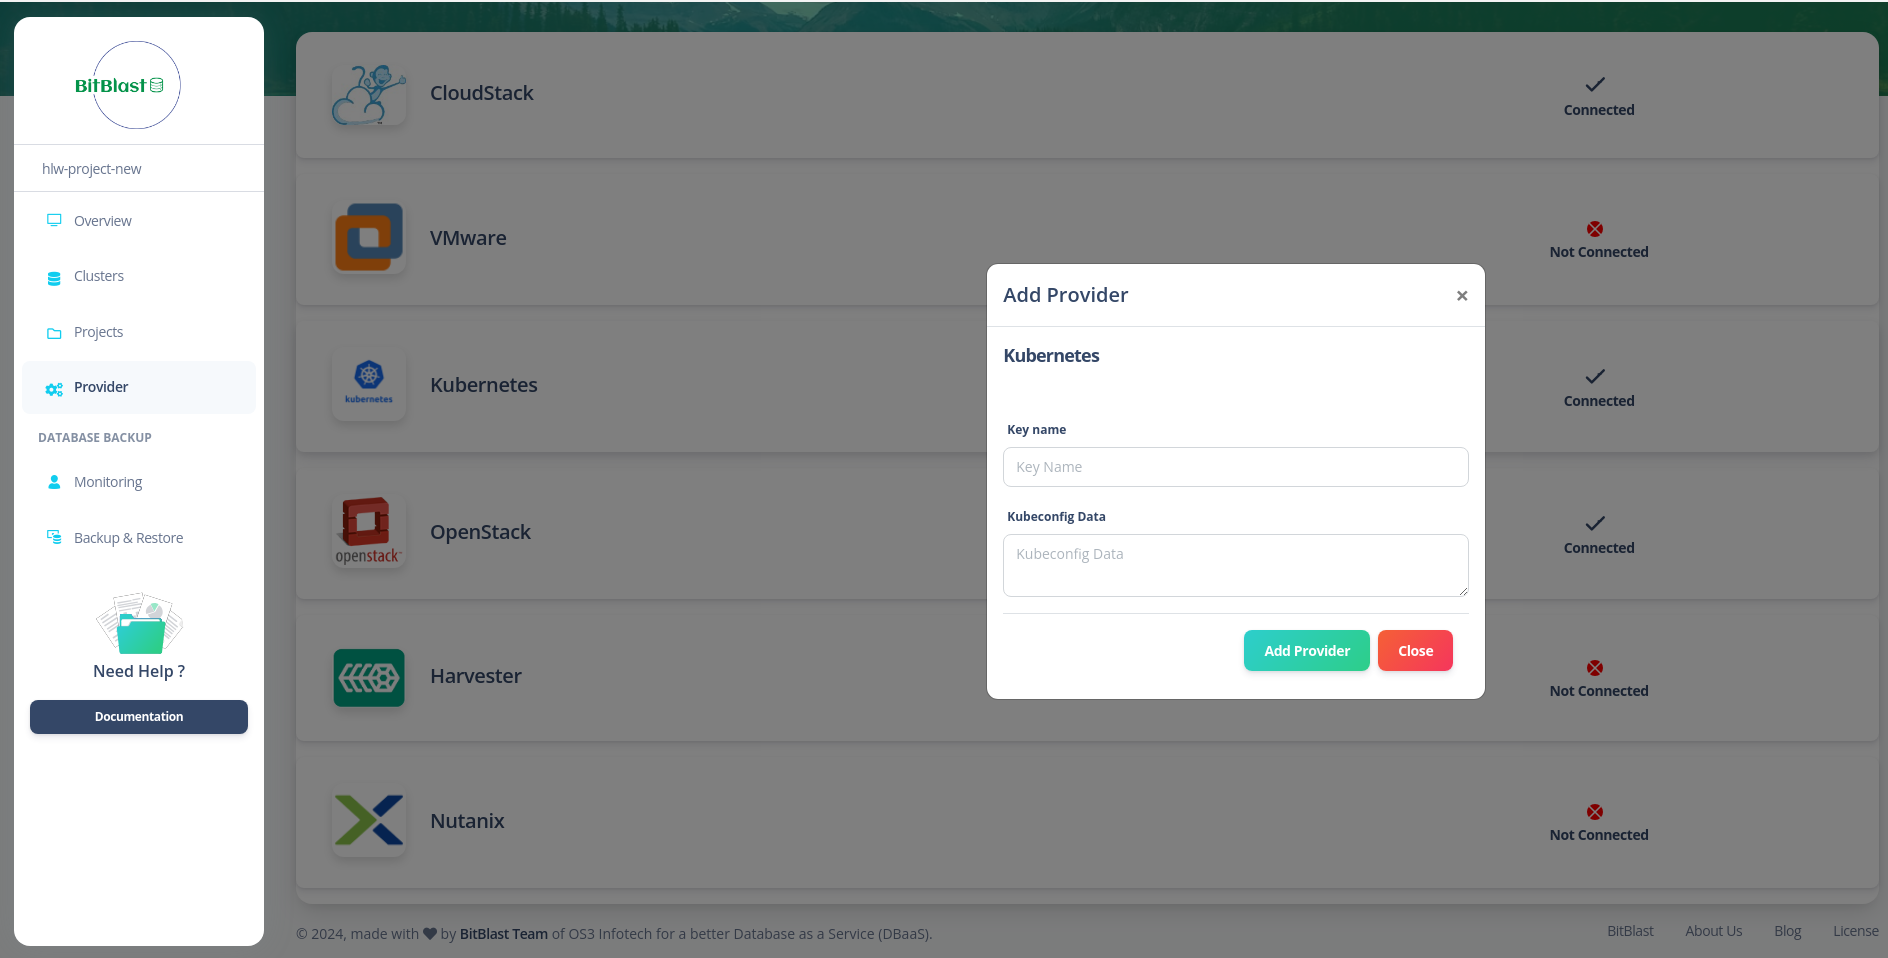 BitBlast
hlw-project-new
Overview
Clusters
Projects
Provider
DATABASE BACKUP
Monitoring
Backup & Restore
Need Help ?
Documentation
CloudStack
Connected
VMware
Not Connected
kubernetes
Kubernetes
Connected
openstack
OpenStack
Connected
Harvester
Not Connected
Nutanix
Not Connected
Add Provider
×
Kubernetes
Key name
Key Name
Kubeconfig Data
Kubeconfig Data
Add Provider
Close
© 2024, made with by BitBlast Team of OS3 Infotech for a better Database as a Service (DBaaS).
BitBlast
About Us
Blog
License